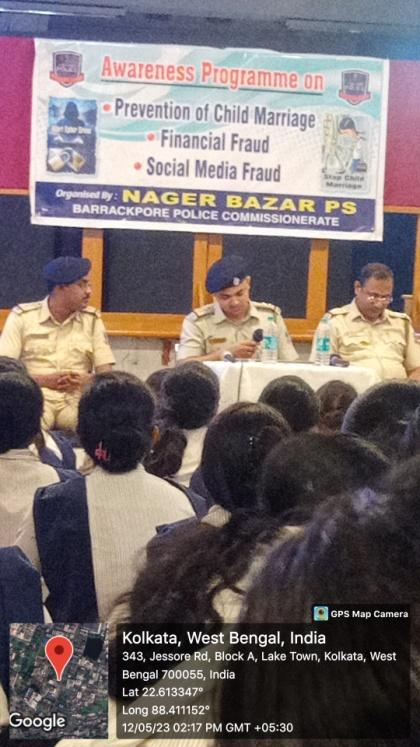 Awareness Programme on
• Prevention of Child Marriage
• Financial Fraud
• Social Media Fraud
Stop Child
Marriage
Organised By : NAGER BAZAR PS
BARRACKPORE POLICE COMMISSIONERATE
GPS Map Camera
Kolkata, West Bengal, India
343, Jessore Rd, Block A, Lake Town, Kolkata, West
Bengal 700055, India
Lat 22.613347°
Long 88.411152°
12/05/23 02:17 PM GMT +05:30
Google